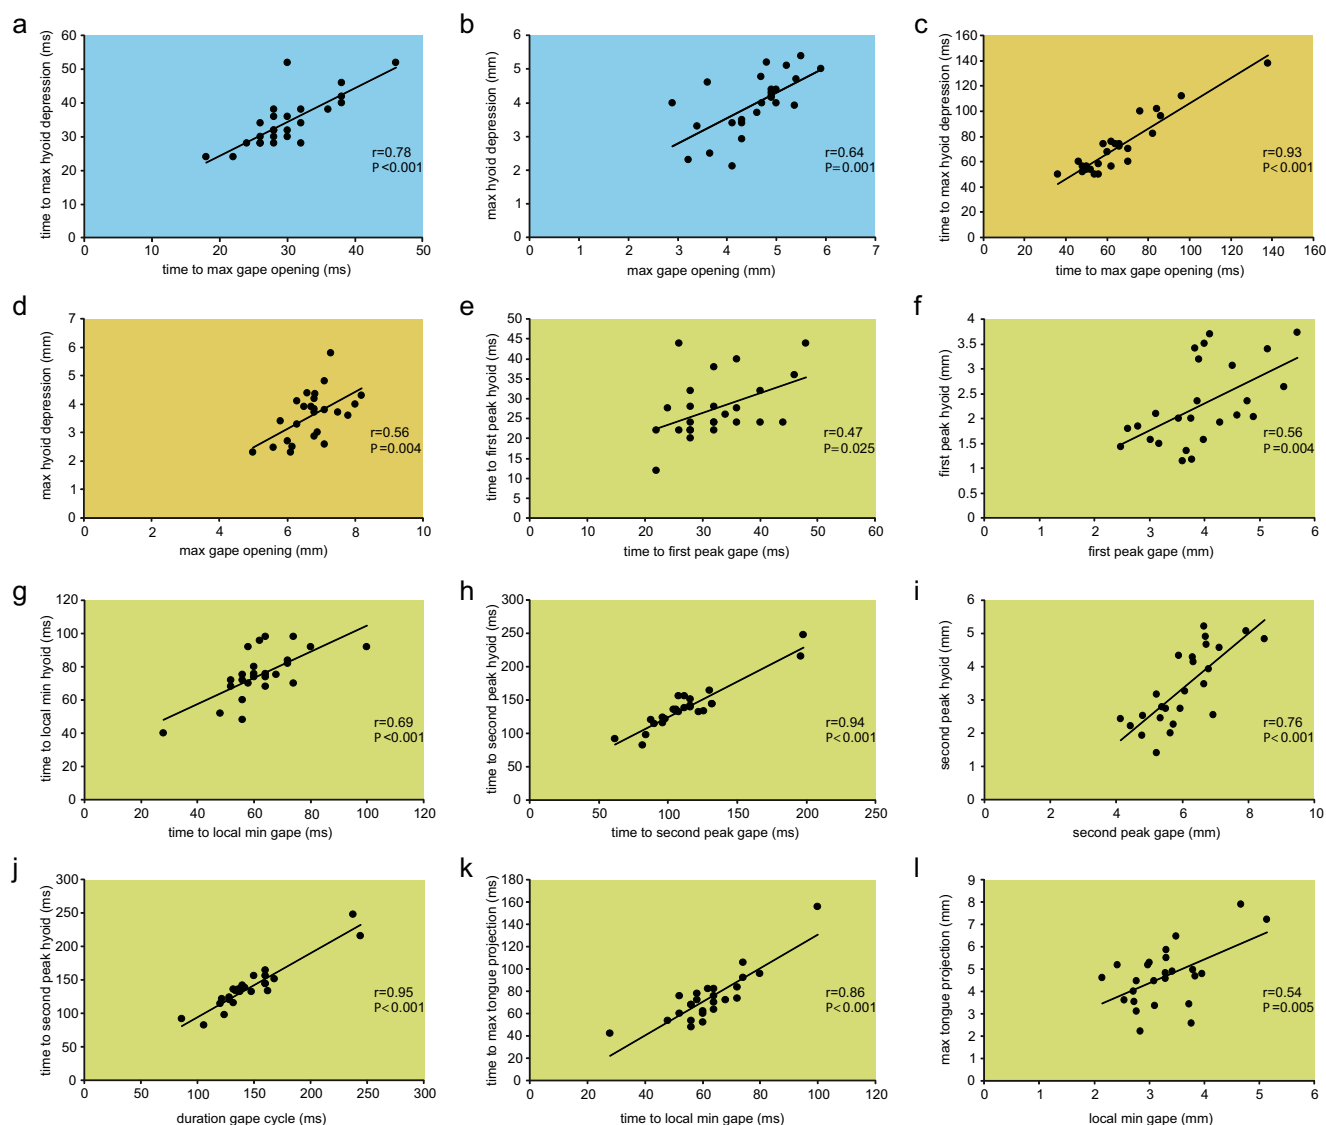 a
time to max hyoid depression (ms)
60
50
40
30
20
10
0
0 10 20 30 40 50
time to max gape opening (ms)
r=0.78
P<0.001
b
max hyoid depression (mm)
6
5
4
3
2
1
0
0 1 2 3 4 5 6 7
max gape opening (mm)
r=0.64
P=0.001
c
time to max hyoid depression (ms)
160
140
120
100
80
60
40
20
0
0 20 40 60 80 100 120 140 160
time to max gape opening (ms)
r=0.93
P<0.001
d
max hyoid depression (mm)
7
6
5
4
3
2
1
0
0 2 4 6 8 10
max gape opening (mm)
r=0.56
P=0.004
e
time to first peak hyoid (ms)
50
45
40
35
30
25
20
15
10
5
0
0 10 20 30 40 50 60
time to first peak gape (ms)
r=0.47
P=0.025
f
first peak hyoid (mm)
4
3.5
3
2.5
2
1.5
1
0.5
0
0 1 2 3 4 5 6
first peak gape (mm)
r=0.56
P=0.004
g
time to local min hyoid (ms)
120
100
80
60
40
20
0
0 20 40 60 80 100 120
time to local min gape (ms)
r=0.69
P<0.001
h
time to second peak hyoid (ms)
300
250
200
150
100
50
0
0 50 100 150 200 250
time to second peak gape (ms)
r=0.94
P<0.001
i
second peak hyoid (mm)
6
5
4
3
2
1
0
0 2 4 6 8 10
second peak gape (mm)
r=0.76
P<0.001
j
time to second peak hyoid (ms)
300
250
200
150
100
50
0
0 50 100 150 200 250 300
duration gape cycle (ms)
r=0.95
P<0.001
k
time to max tongue projection (ms)
180
160
140
120
100
80
60
40
20
0
0 20 40 60 80 100 120
time to local min gape (ms)
r=0.86
P<0.001
l
max tongue projection (mm)
9
8
7
6
5
4
3
2
1
0
0 1 2 3 4 5 6
local min gape (mm)
r=0.54
P=0.005